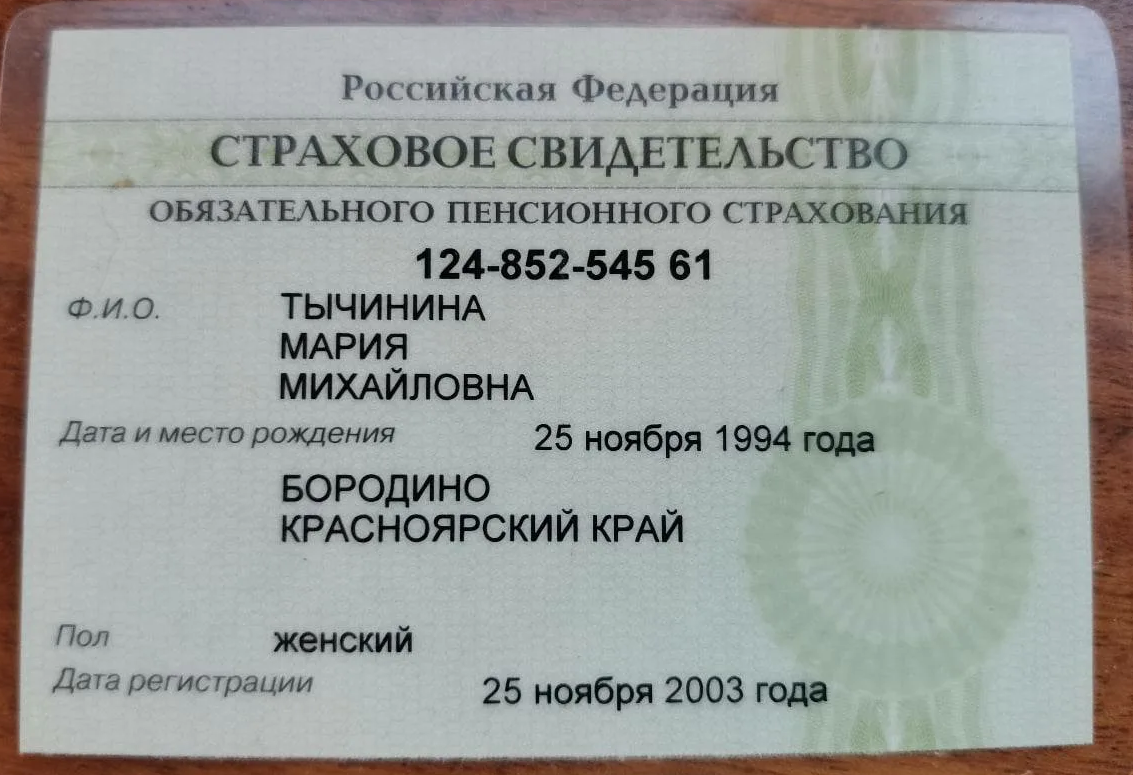 Российская Федерация
СТРАХОВОЕ СВИДЕТЕЛЬСТВО
ОБЯЗАТЕЛЬНОГО ПЕНСИОННОГО СТРАХОВАНИЯ
124-852-545 61
Ф.И.О. ТЫЧИНИНА
МАРИЯ
МИХАЙЛОВНА
Дата и место рождения 25 ноября 1994 года
БОРОДИНО
КРАСНОЯРСКИЙ КРАЙ
Пол женский
Дата регистрации 25 ноября 2003 года